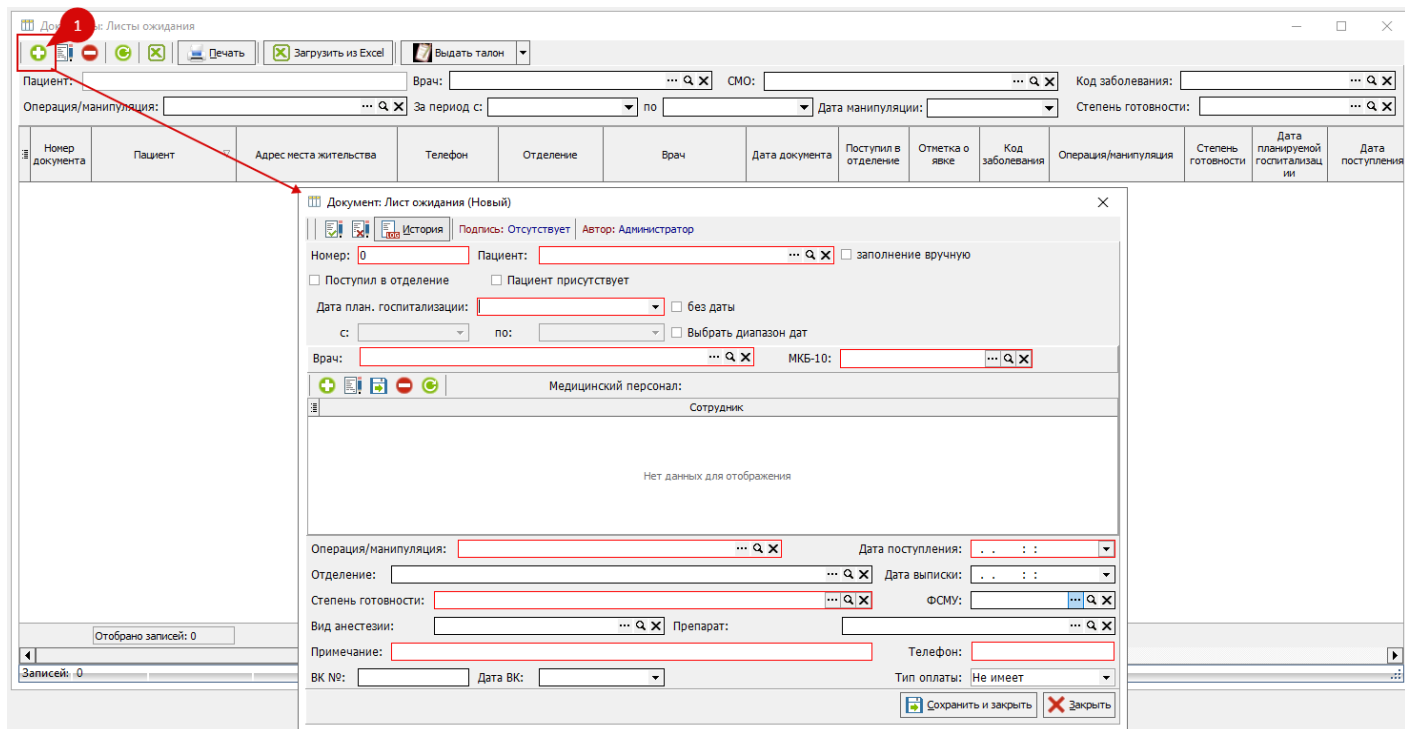 Док ы: Листы ожидания
1
Печать Загрузить из Excel Выдать талон
Пациент: Врач: СМО: Код заболевания:
Операция/манипуляция: За период с: по Дата манипуляции: Степень готовности:
Номер документа Пациент Адрес места жительства Телефон Отделение Врач Дата документа Поступил в отделение Отметка о явке Код заболевания Операция/манипуляция Степень готовности Дата планируемой госпитализац ии Дата поступления
Документ: Лист ожидания (Новый)
LOG История Подпись: Отсутствует Автор: Администратор
Номер: 0 Пациент: заполнение вручную
Поступил в отделение Пациент присутствует
Дата план. госпитализации: без даты
с: по: Выбрать диапазон дат
Врач: МКБ-10:
Медицинский персонал:
Сотрудник
Нет данных для отображения
Операция/манипуляция: Дата поступления: . . : :
Отделение: Дата выписки: . . : :
Степень готовности: ФСМУ:
Вид анестезии: Препарат:
Примечание: Телефон:
ВК №: Дата ВК: Тип оплаты: Не имеет
Сохранить и закрыть Закрыть
Отобрано записей: 0
Записей: 0